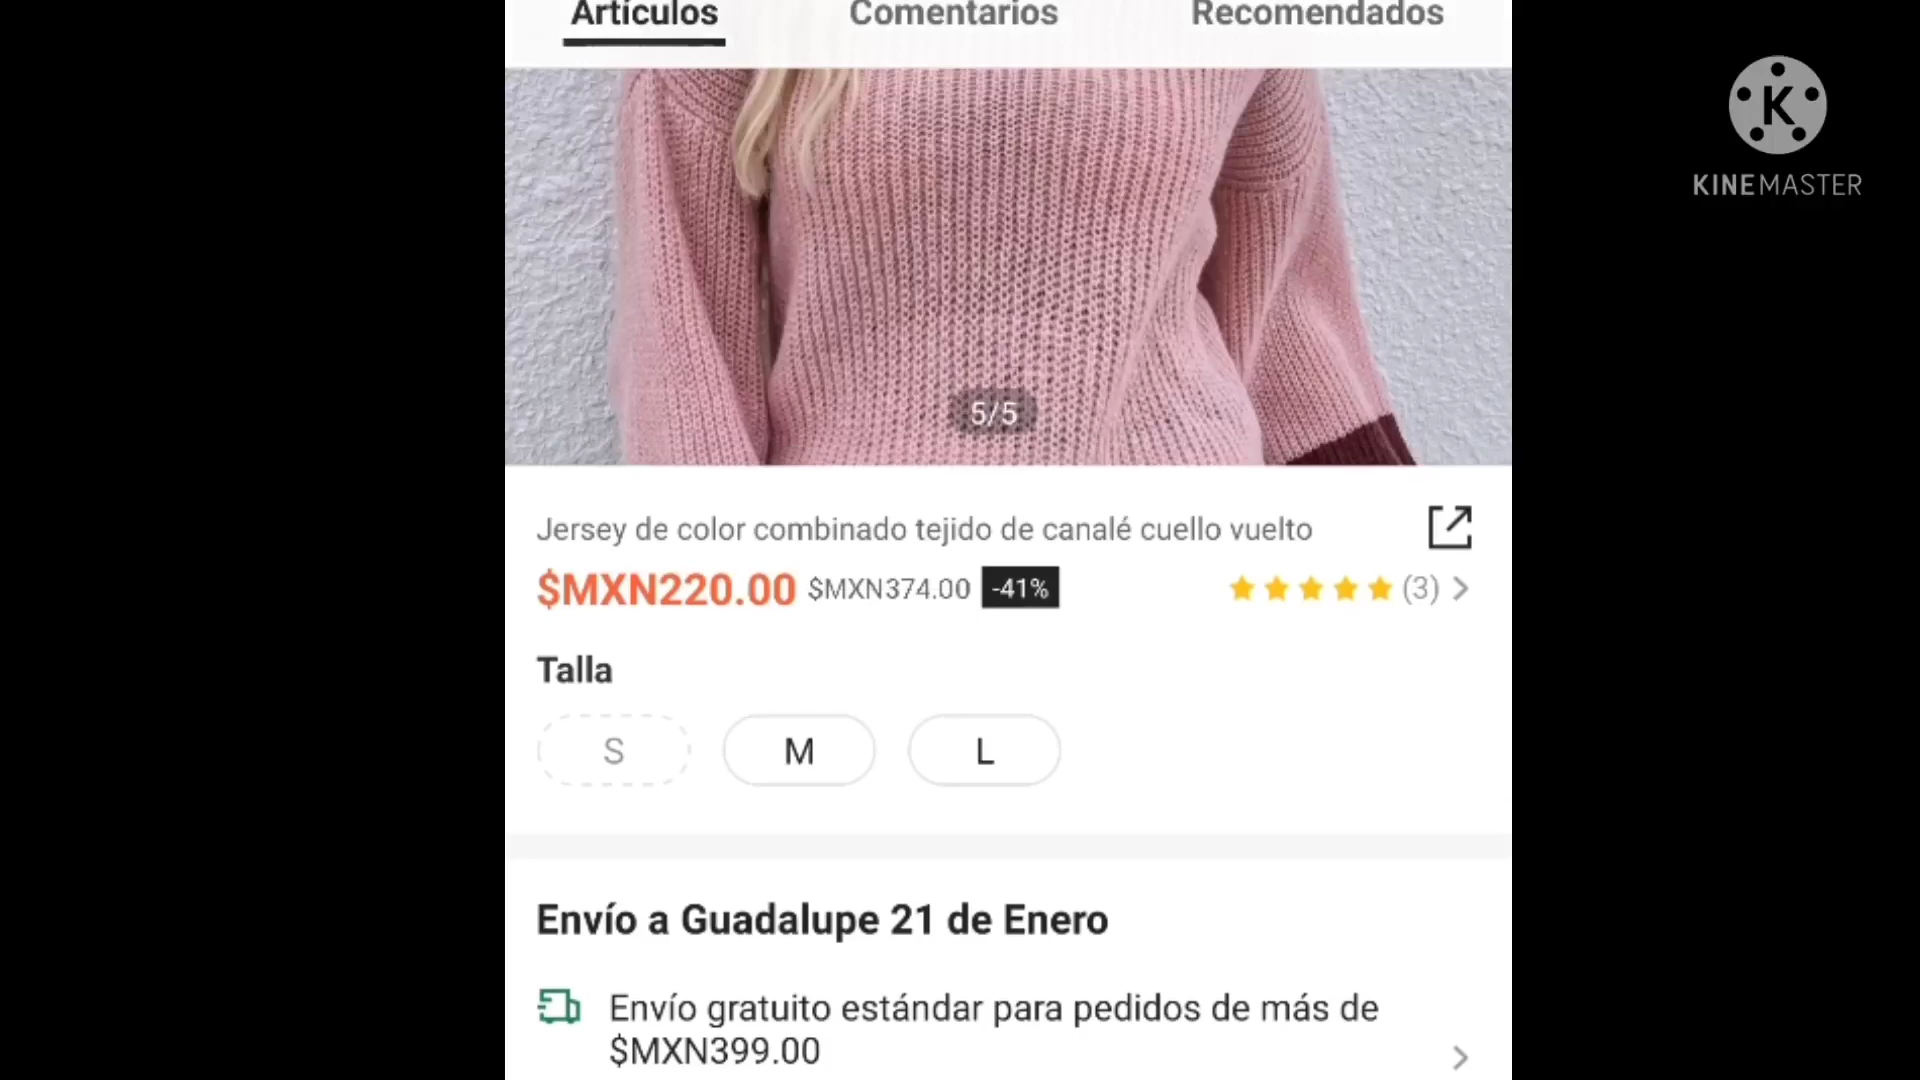 Artículos Comentarios Recomendados
K
KINEMASTER
5/5
Jersey de color combinado tejido de canalé cuello vuelto
$MXN220.00 $MXN374.00 -41% (3)
Talla
S M L
Envío a Guadalupe 21 de Enero
Envío gratuito estándar para pedidos de más de
$MXN399.00